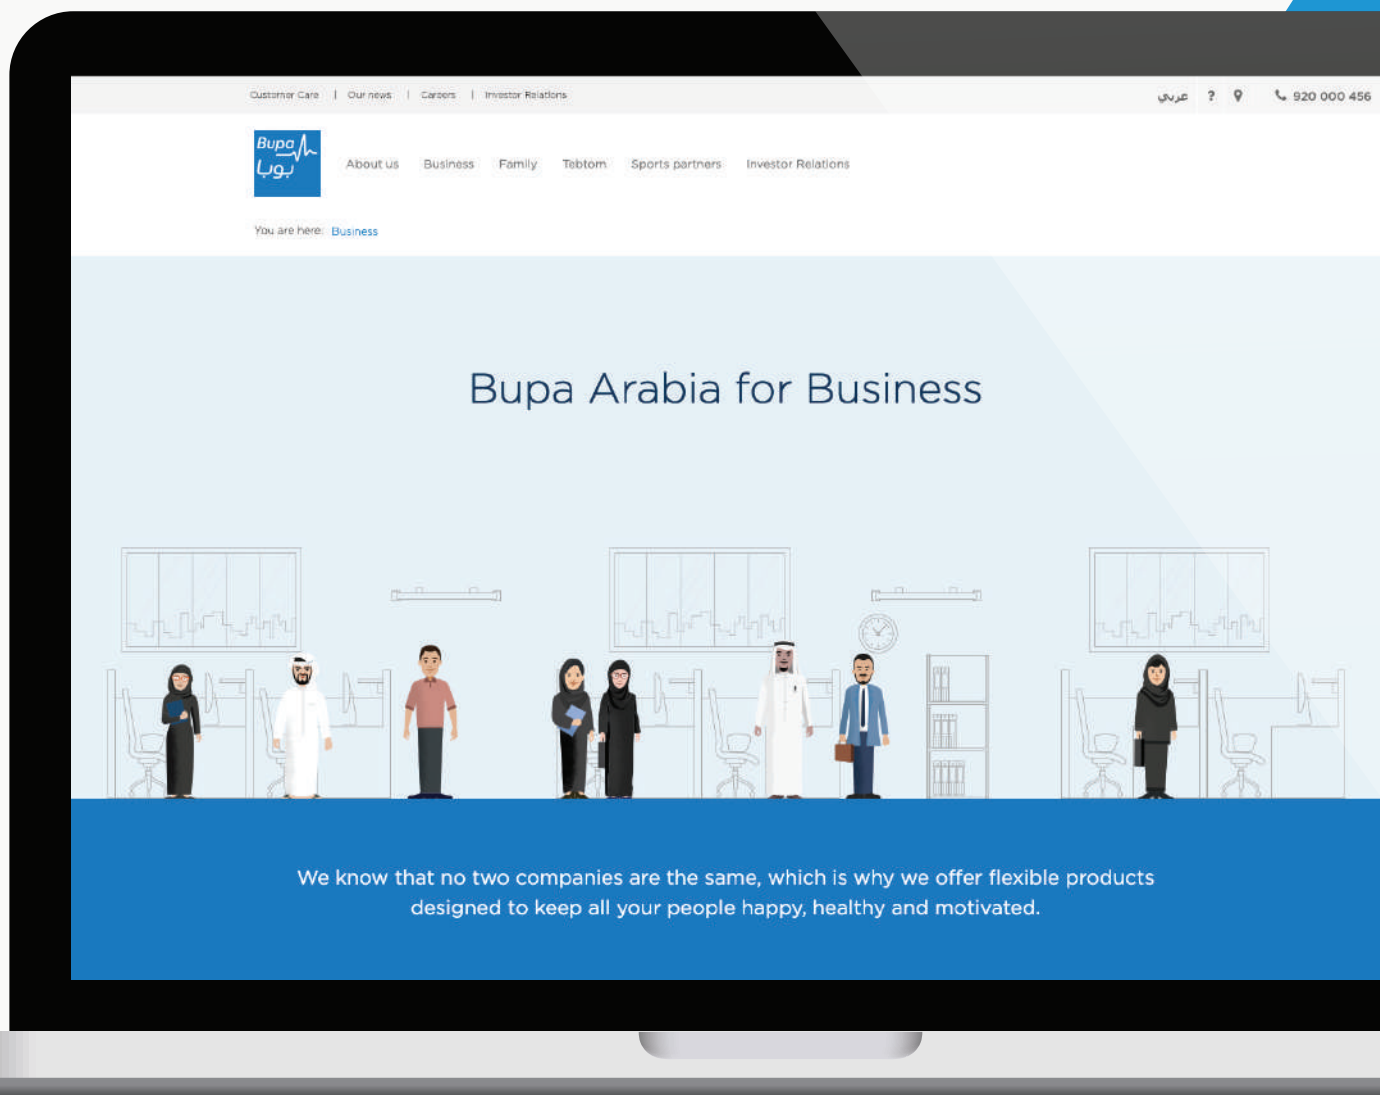 Customer Care | Our news | Careers | Investor Relations
عربي ? 920 000 456
Bupa
بوبا
About us Business Family Tebtom Sports partners Investor Relations
You are here: Business
Bupa Arabia for Business
We know that no two companies are the same, which is why we offer flexible products
designed to keep all your people happy, healthy and motivated.